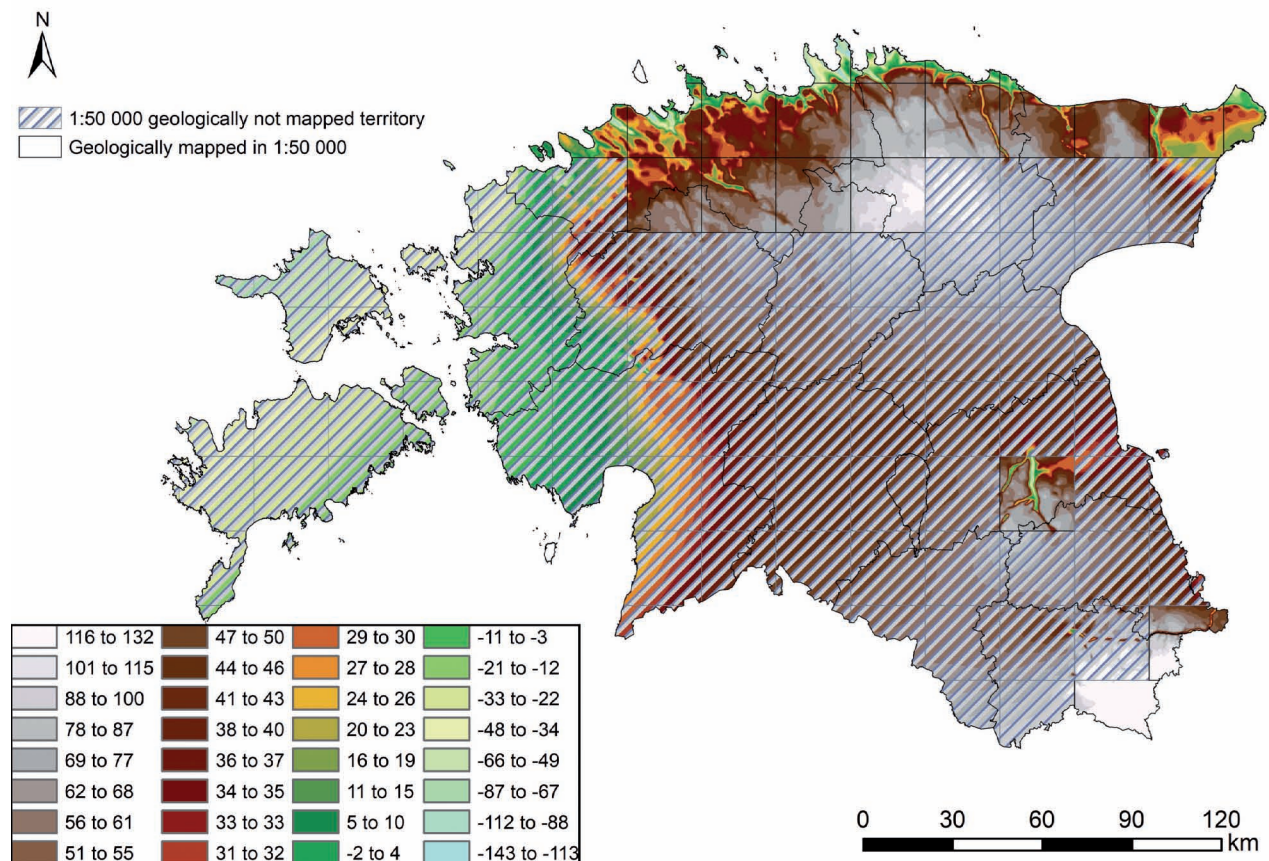 N
1:50 000 geologically not mapped territory
Geologically mapped in 1:50 000
116 to 132 47 to 50 29 to 30 -11 to -3
101 to 115 44 to 46 27 to 28 -21 to -12
88 to 100 41 to 43 24 to 26 -33 to -22
78 to 87 38 to 40 20 to 23 -48 to -34
69 to 77 36 to 37 16 to 19 -66 to -49
62 to 68 34 to 35 11 to 15 -87 to -67
56 to 61 33 to 33 5 to 10 -112 to -88
51 to 55 31 to 32 -2 to 4 -143 to -113
0 30 60 90 120
km